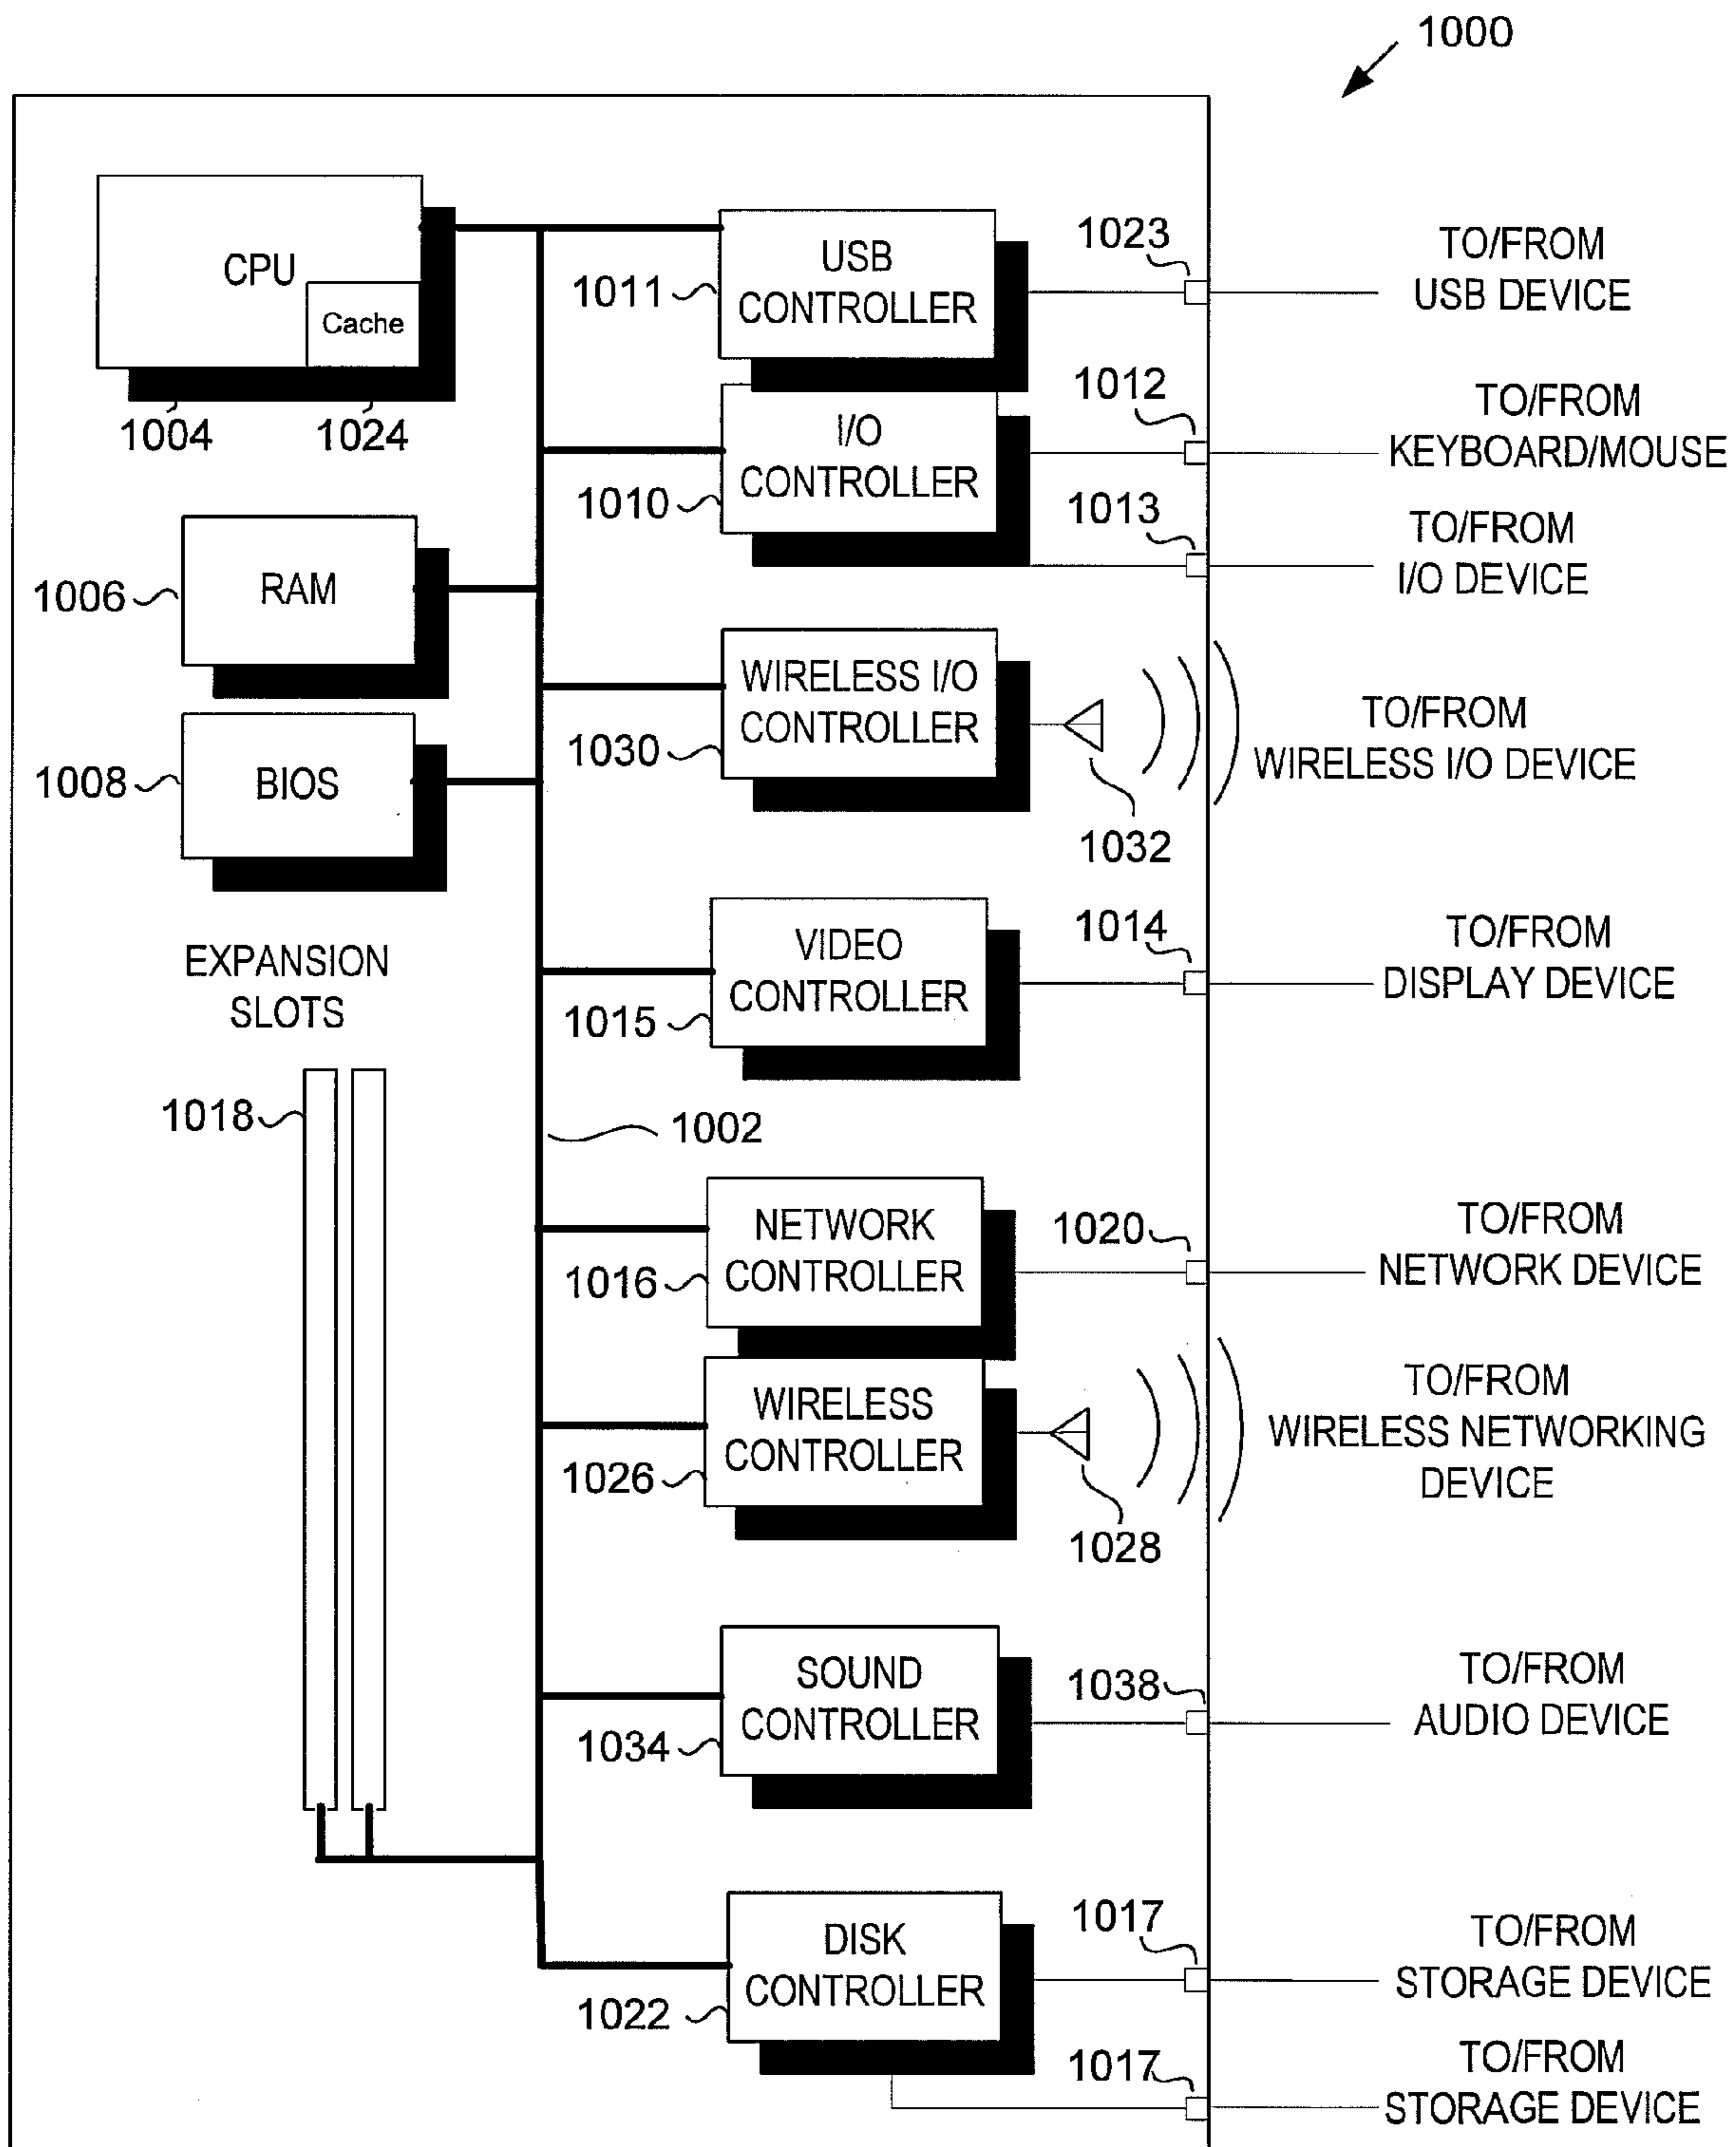 1000
CPU
Cache
1004
1024
USB
CONTROLLER
1011
1023
TO/FROM
USB DEVICE
I/O
CONTROLLER
1010
1012
TO/FROM
KEYBOARD/MOUSE
1013
TO/FROM
I/O DEVICE
RAM
1006
WIRELESS I/O
CONTROLLER
1030
1032
TO/FROM
WIRELESS I/O DEVICE
BIOS
1008
VIDEO
CONTROLLER
1015
1014
TO/FROM
DISPLAY DEVICE
EXPANSION
SLOTS
1018
1002
NETWORK
CONTROLLER
1016
1020
TO/FROM
NETWORK DEVICE
WIRELESS
CONTROLLER
1026
1028
TO/FROM
WIRELESS NETWORKING
DEVICE
SOUND
CONTROLLER
1034
1038
TO/FROM
AUDIO DEVICE
DISK
CONTROLLER
1022
1017
TO/FROM
STORAGE DEVICE
1017
TO/FROM
STORAGE DEVICE